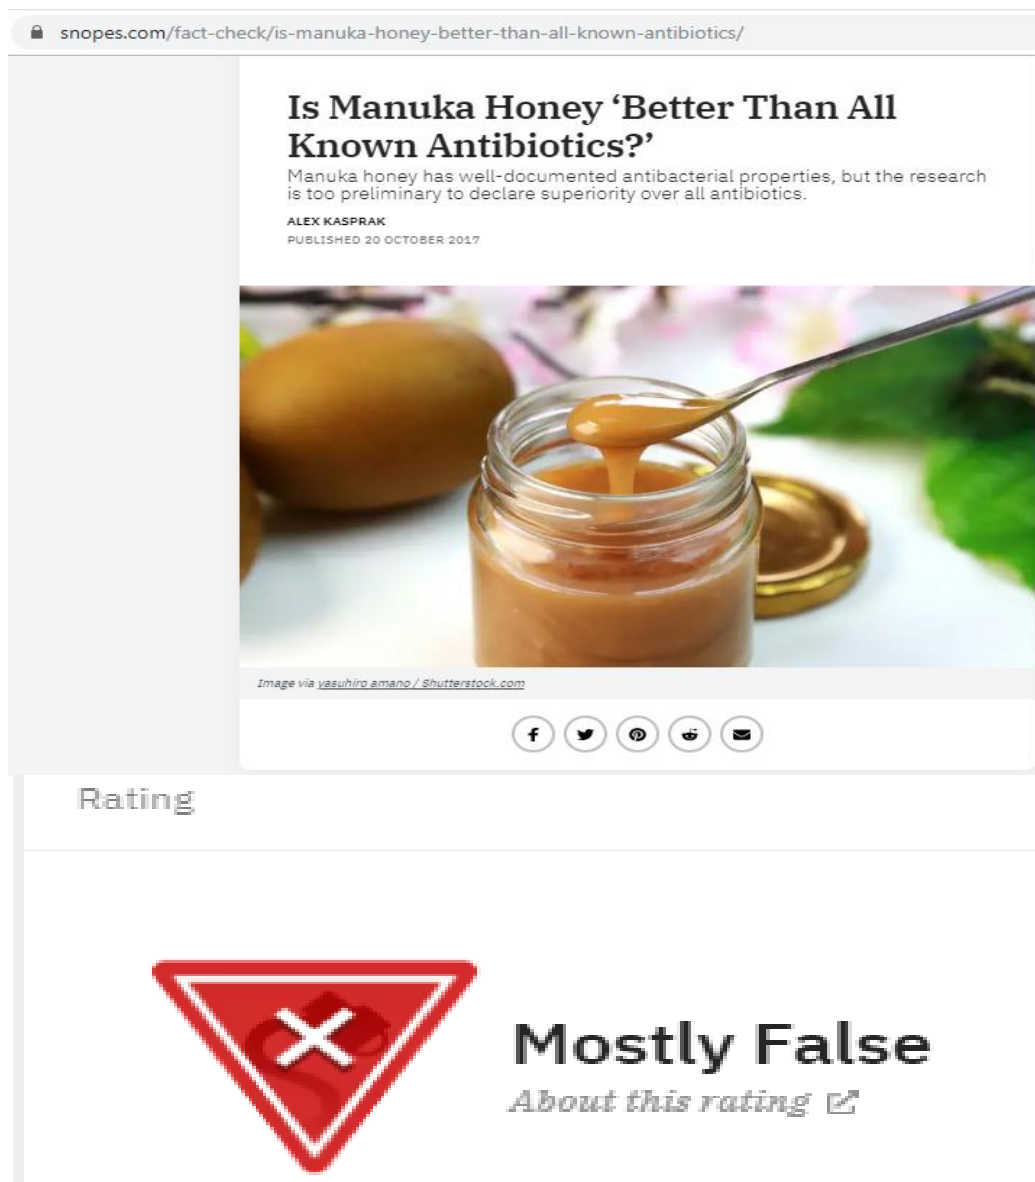 snopes.com/fact-check/is-manuka-honey-better-than-all-known-antibiotics/
Is Manuka Honey ‘Better Than All
Known Antibiotics?’
Manuka honey has well-documented antibacterial properties, but the research
is too preliminary to declare superiority over all antibiotics.
ALEX KASPRAK
PUBLISHED 20 OCTOBER 2017
Image via yasuhiro amano / Shutterstock.com
Rating
Mostly False
About this rating